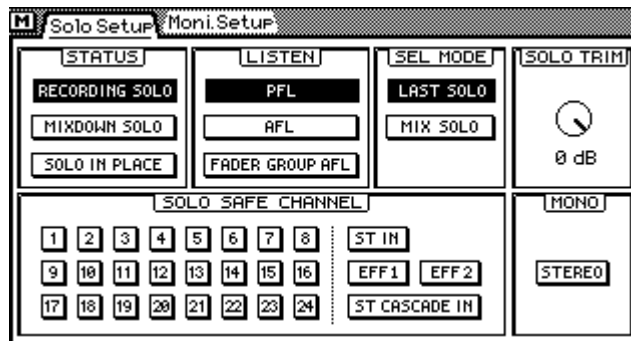 M Solo Setup Moni.Setup
STATUS LISTEN SEL MODE SOLO TRIM
RECORDING SOLO PFL LAST SOLO
MIXDOWN SOLO AFL MIX SOLO
SOLO IN PLACE FADER GROUP AFL 0 dB
SOLO SAFE CHANNEL MONO
1 2 3 4 5 6 7 8 ST IN
9 10 11 12 13 14 15 16 EFF1 EFF2 STEREO
17 18 19 20 21 22 23 24 ST CASCADE IN